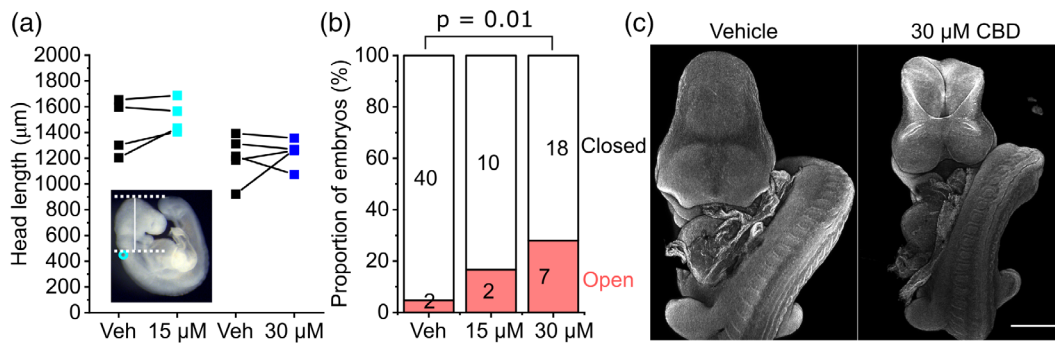 (a)
Head length (µm)
2000
1800
1600
1400
1200
1000
800
600
400
200
0
Veh 15 µM Veh 30 µM
(b)
p = 0.01
Proportion of embryos (%)
100
80
60
40
20
0
40 10 18 Closed
2 2 7 Open
Veh 15 µM 30 µM
(c)
Vehicle 30 µM CBD